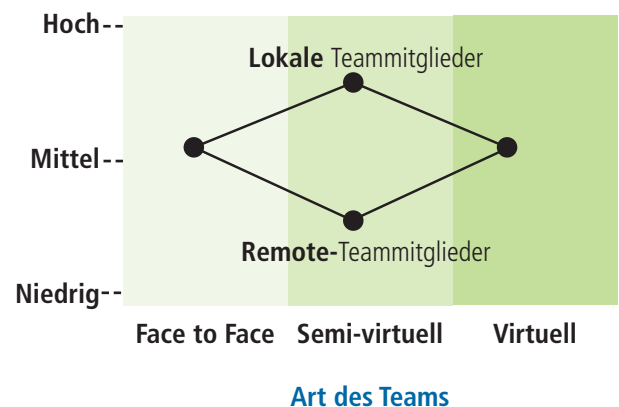 Hoch
Lokale Teammitglieder
Mittel
Remote-Teammitglieder
Niedrig
Face to Face Semi-virtuell Virtuell
Art des Teams